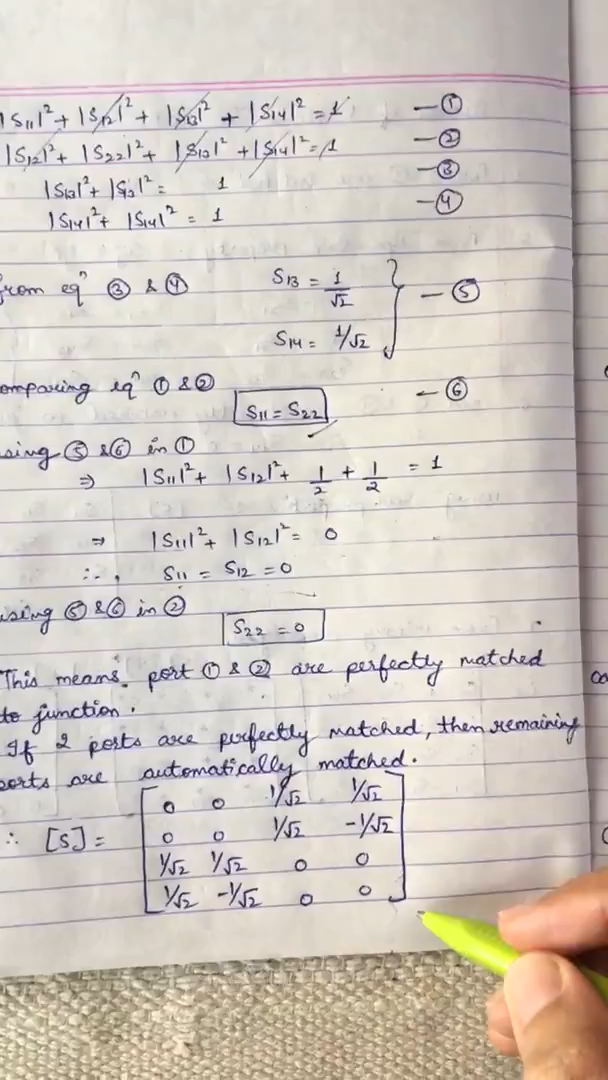 |S11|² + |S12|² + |S13|² + |S14|² = 1 —①
|S12|² + |S22|² + |S13|² + |S14|² = 1 —②
|S13|² + |S13|² = 1 —③
|S14|² + |S14|² = 1 —④
from eqⁿ ③ & ④ S13 = 1/√2
S14 = 1/√2 } —⑤
omparing eqⁿ ① & ②
S11 = S22 —⑥
using ⑤ & ⑥ in ①
⇒ |S11|² + |S12|² + 1/2 + 1/2 = 1
⇒ |S11|² + |S12|² = 0
∴ S11 = S12 = 0
using ⑤ & ⑥ in ②
S22 = 0
This means, port ① & ② are perfectly matched
to junction.
If 2 ports are perfectly matched, then remaining
ports are automatically matched.
∴ [S] = [ 0 0 1/√2 1/√2
0 0 1/√2 -1/√2
1/√2 1/√2 0 0
1/√2 -1/√2 0 0 ]